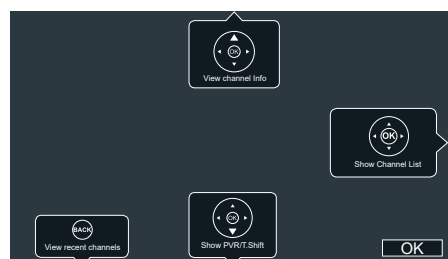 OK
View channel Info
OK
Show Channel List
BACK
View recent channels
OK
Show PVR/T.Shift
OK